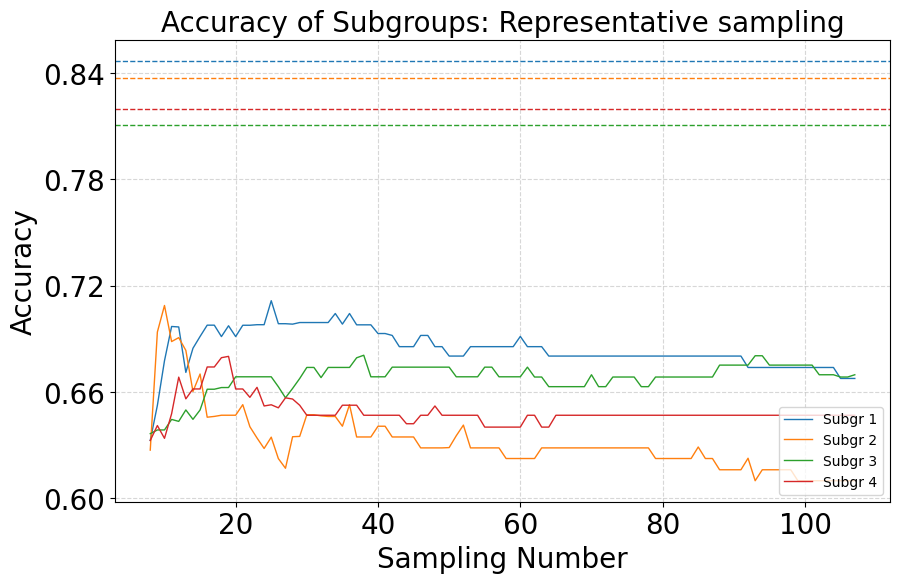 Accuracy of Subgroups: Representative sampling
0.84
0.78
0.72
0.66
0.60
Accuracy
20 40 60 80 100
Sampling Number
Subgr 1
Subgr 2
Subgr 3
Subgr 4